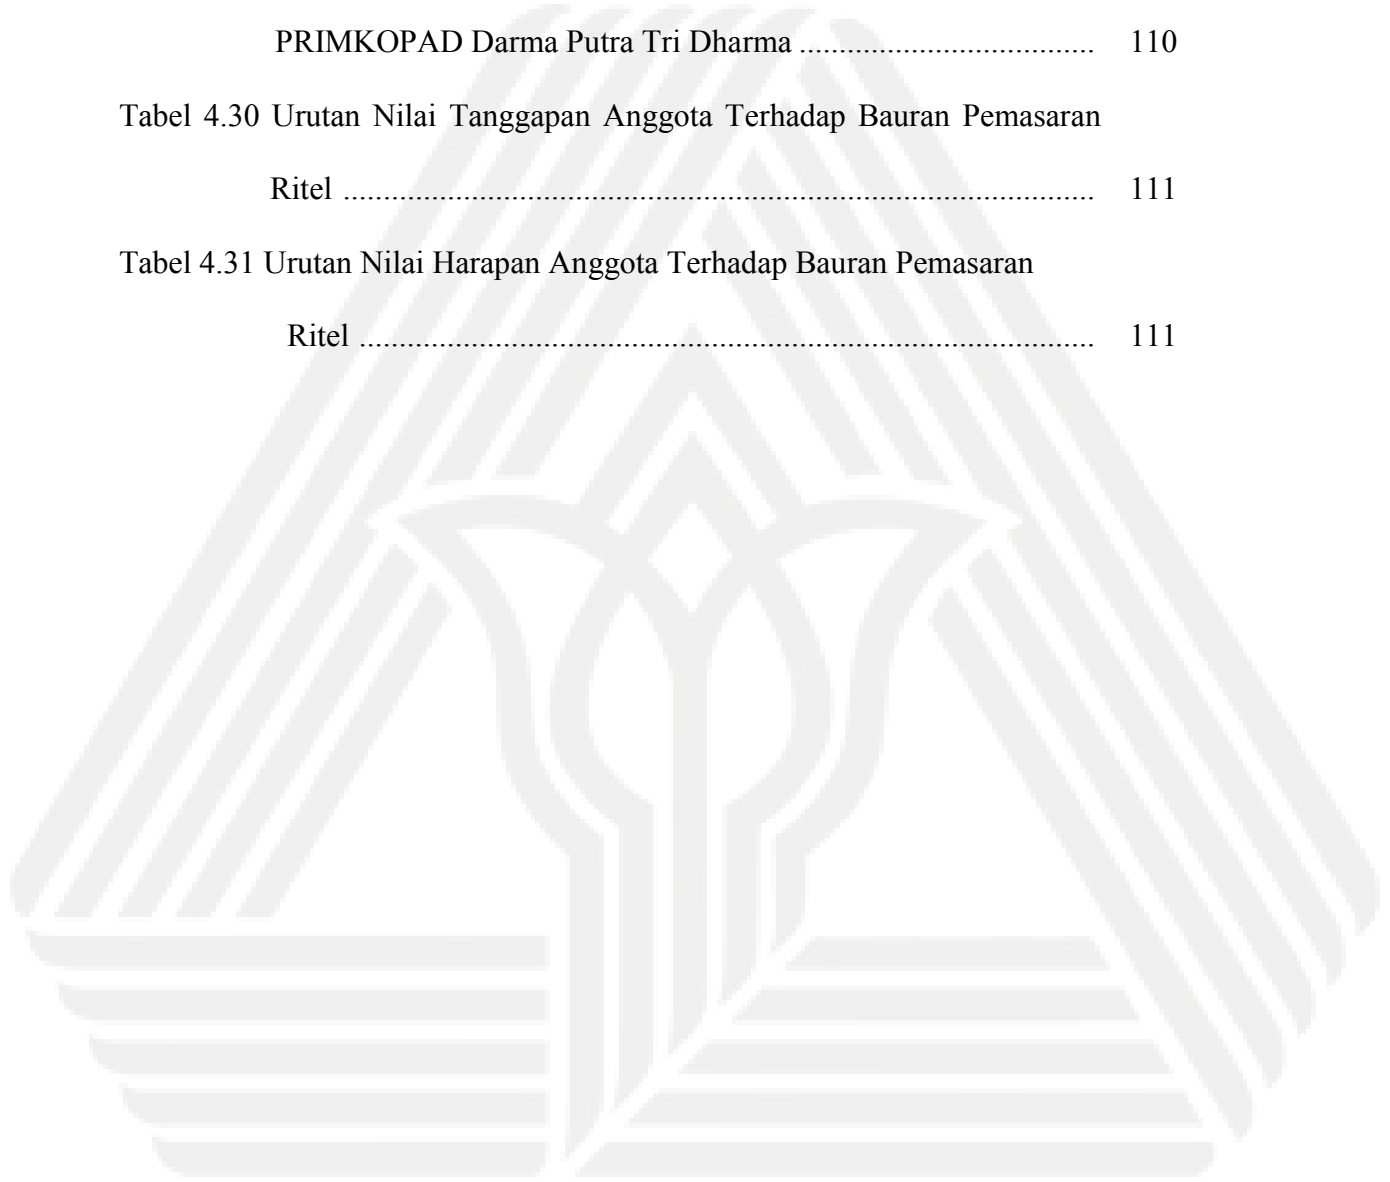 PRIMKOPAD Darma Putra Tri Dharma ..................................... 110
Tabel 4.30 Urutan Nilai Tanggapan Anggota Terhadap Bauran Pemasaran
Ritel .............................................................................................. 111
Tabel 4.31 Urutan Nilai Harapan Anggota Terhadap Bauran Pemasaran
Ritel ............................................................................................ 111